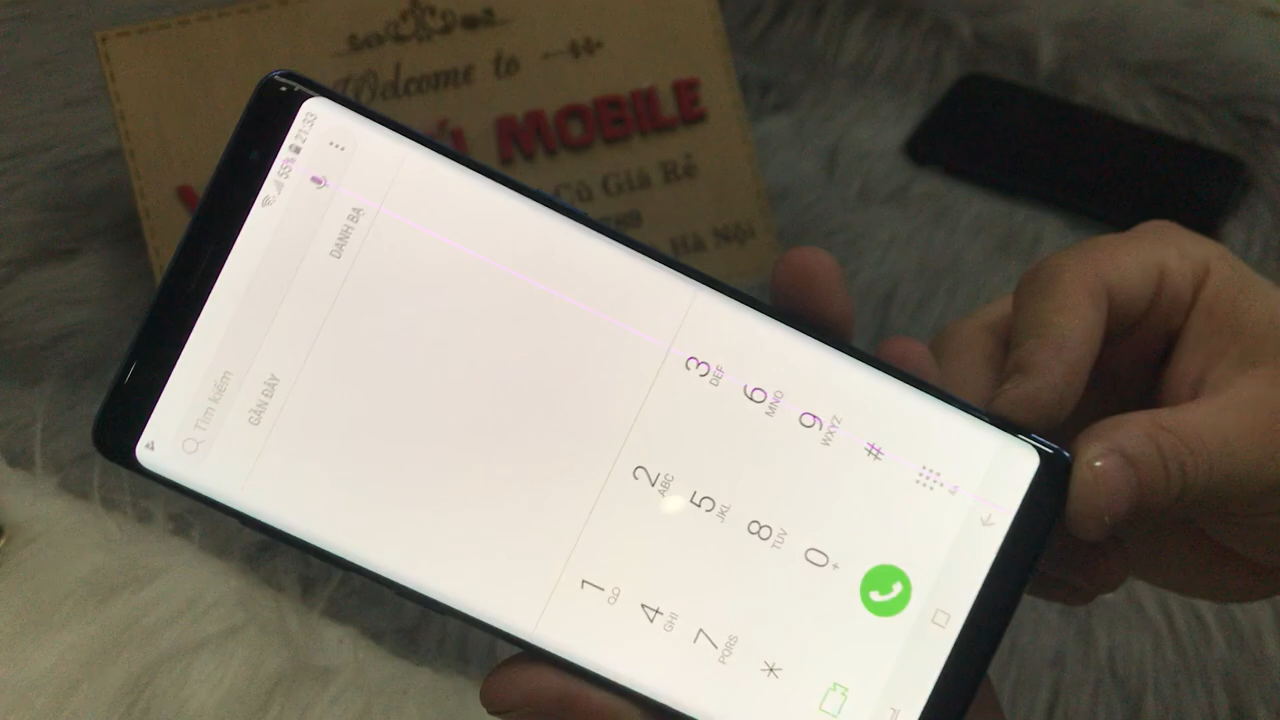 Welcome to
MOBILE
Cũ Giá Rẻ
Hà Nội
55% 21:33
Tìm kiếm
GẦN ĐÂY
DANH BẠ
1
2 ABC
3 DEF
4 GHI
5 JKL
6 MNO
7 PQRS
8 TUV
9 WXYZ
*
0 +
#